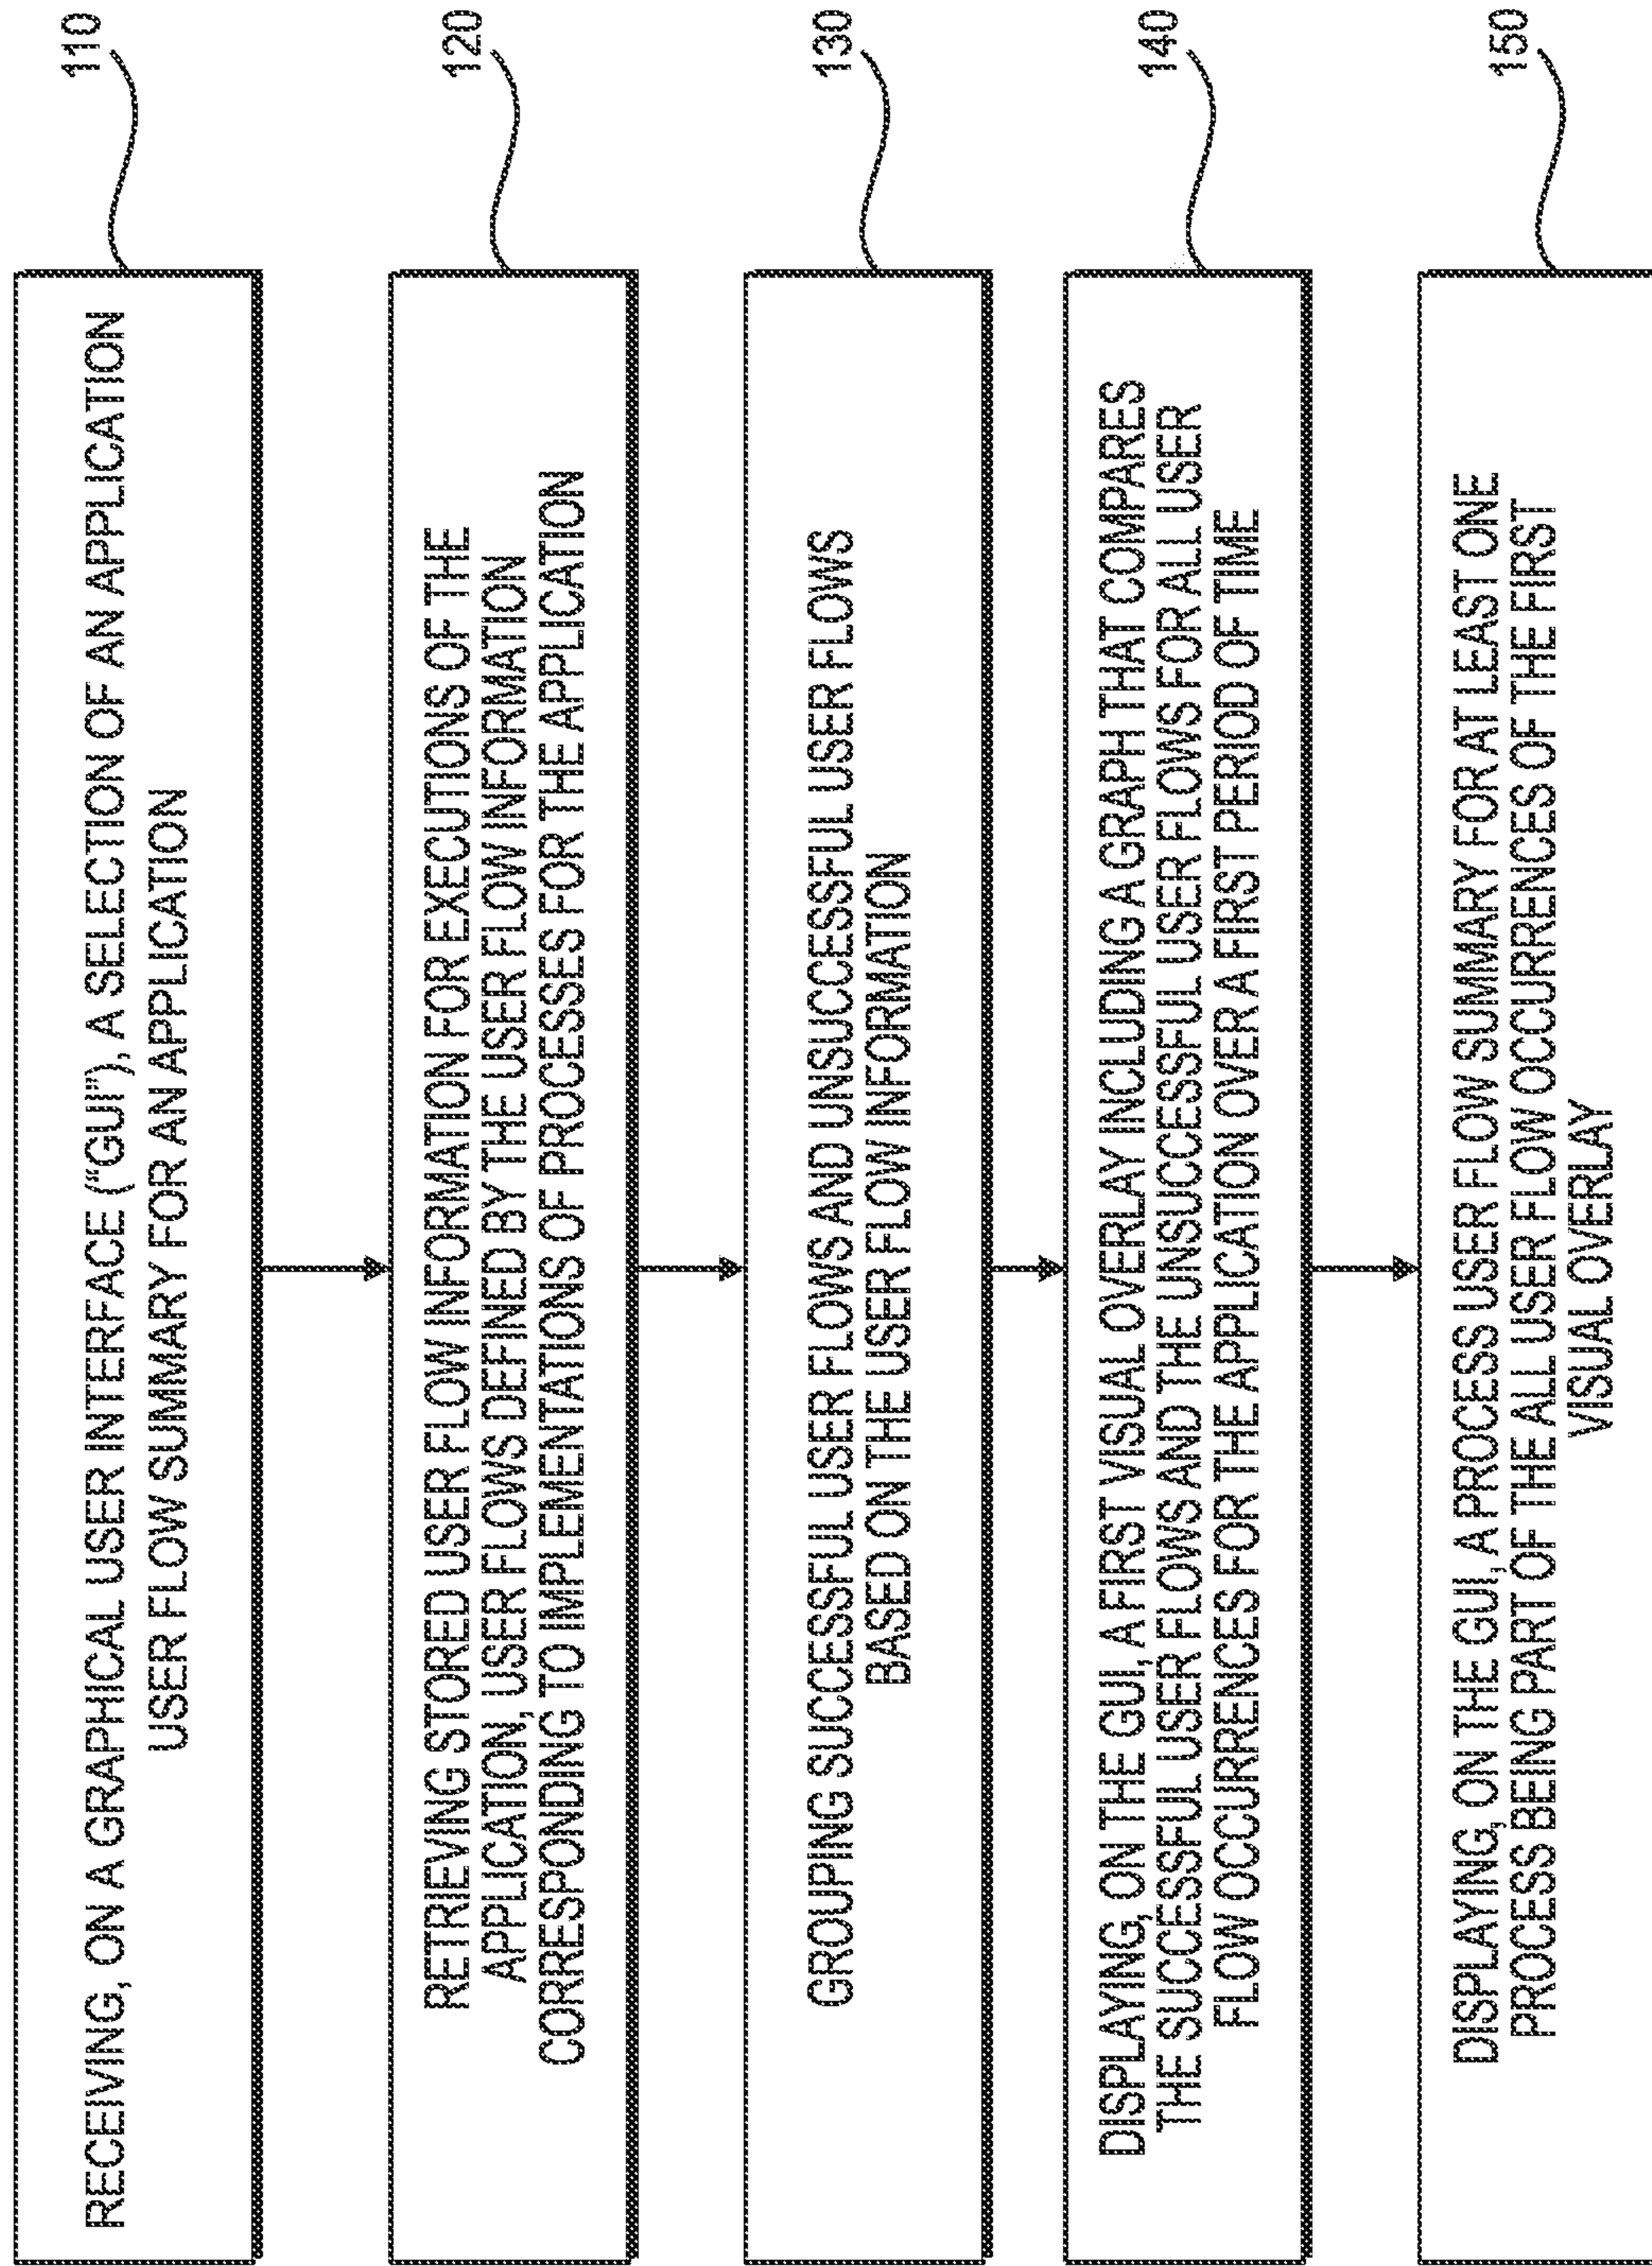 RECEIVING, ON A GRAPHICAL USER INTERFACE (“GUI”), A SELECTION OF AN APPLICATION
USER FLOW SUMMARY FOR AN APPLICATION
110
RETRIEVING STORED USER FLOW INFORMATION FOR EXECUTIONS OF THE
APPLICATION, USER FLOWS DEFINED BY THE USER FLOW INFORMATION
CORRESPONDING TO IMPLEMENTATIONS OF PROCESSES FOR THE APPLICATION
120
GROUPING SUCCESSFUL USER FLOWS AND UNSUCCESSFUL USER FLOWS
BASED ON THE USER FLOW INFORMATION
130
DISPLAYING, ON THE GUI, A FIRST VISUAL OVERLAY INCLUDING A GRAPH THAT COMPARES
THE SUCCESSFUL USER FLOWS AND THE UNSUCCESSFUL USER FLOWS FOR ALL USER
FLOW OCCURRENCES FOR THE APPLICATION OVER A FIRST PERIOD OF TIME
140
DISPLAYING, ON THE GUI, A PROCESS USER FLOW SUMMARY FOR AT LEAST ONE
PROCESS BEING PART OF THE ALL USER FLOW OCCURRENCES OF THE FIRST
VISUAL OVERLAY
150